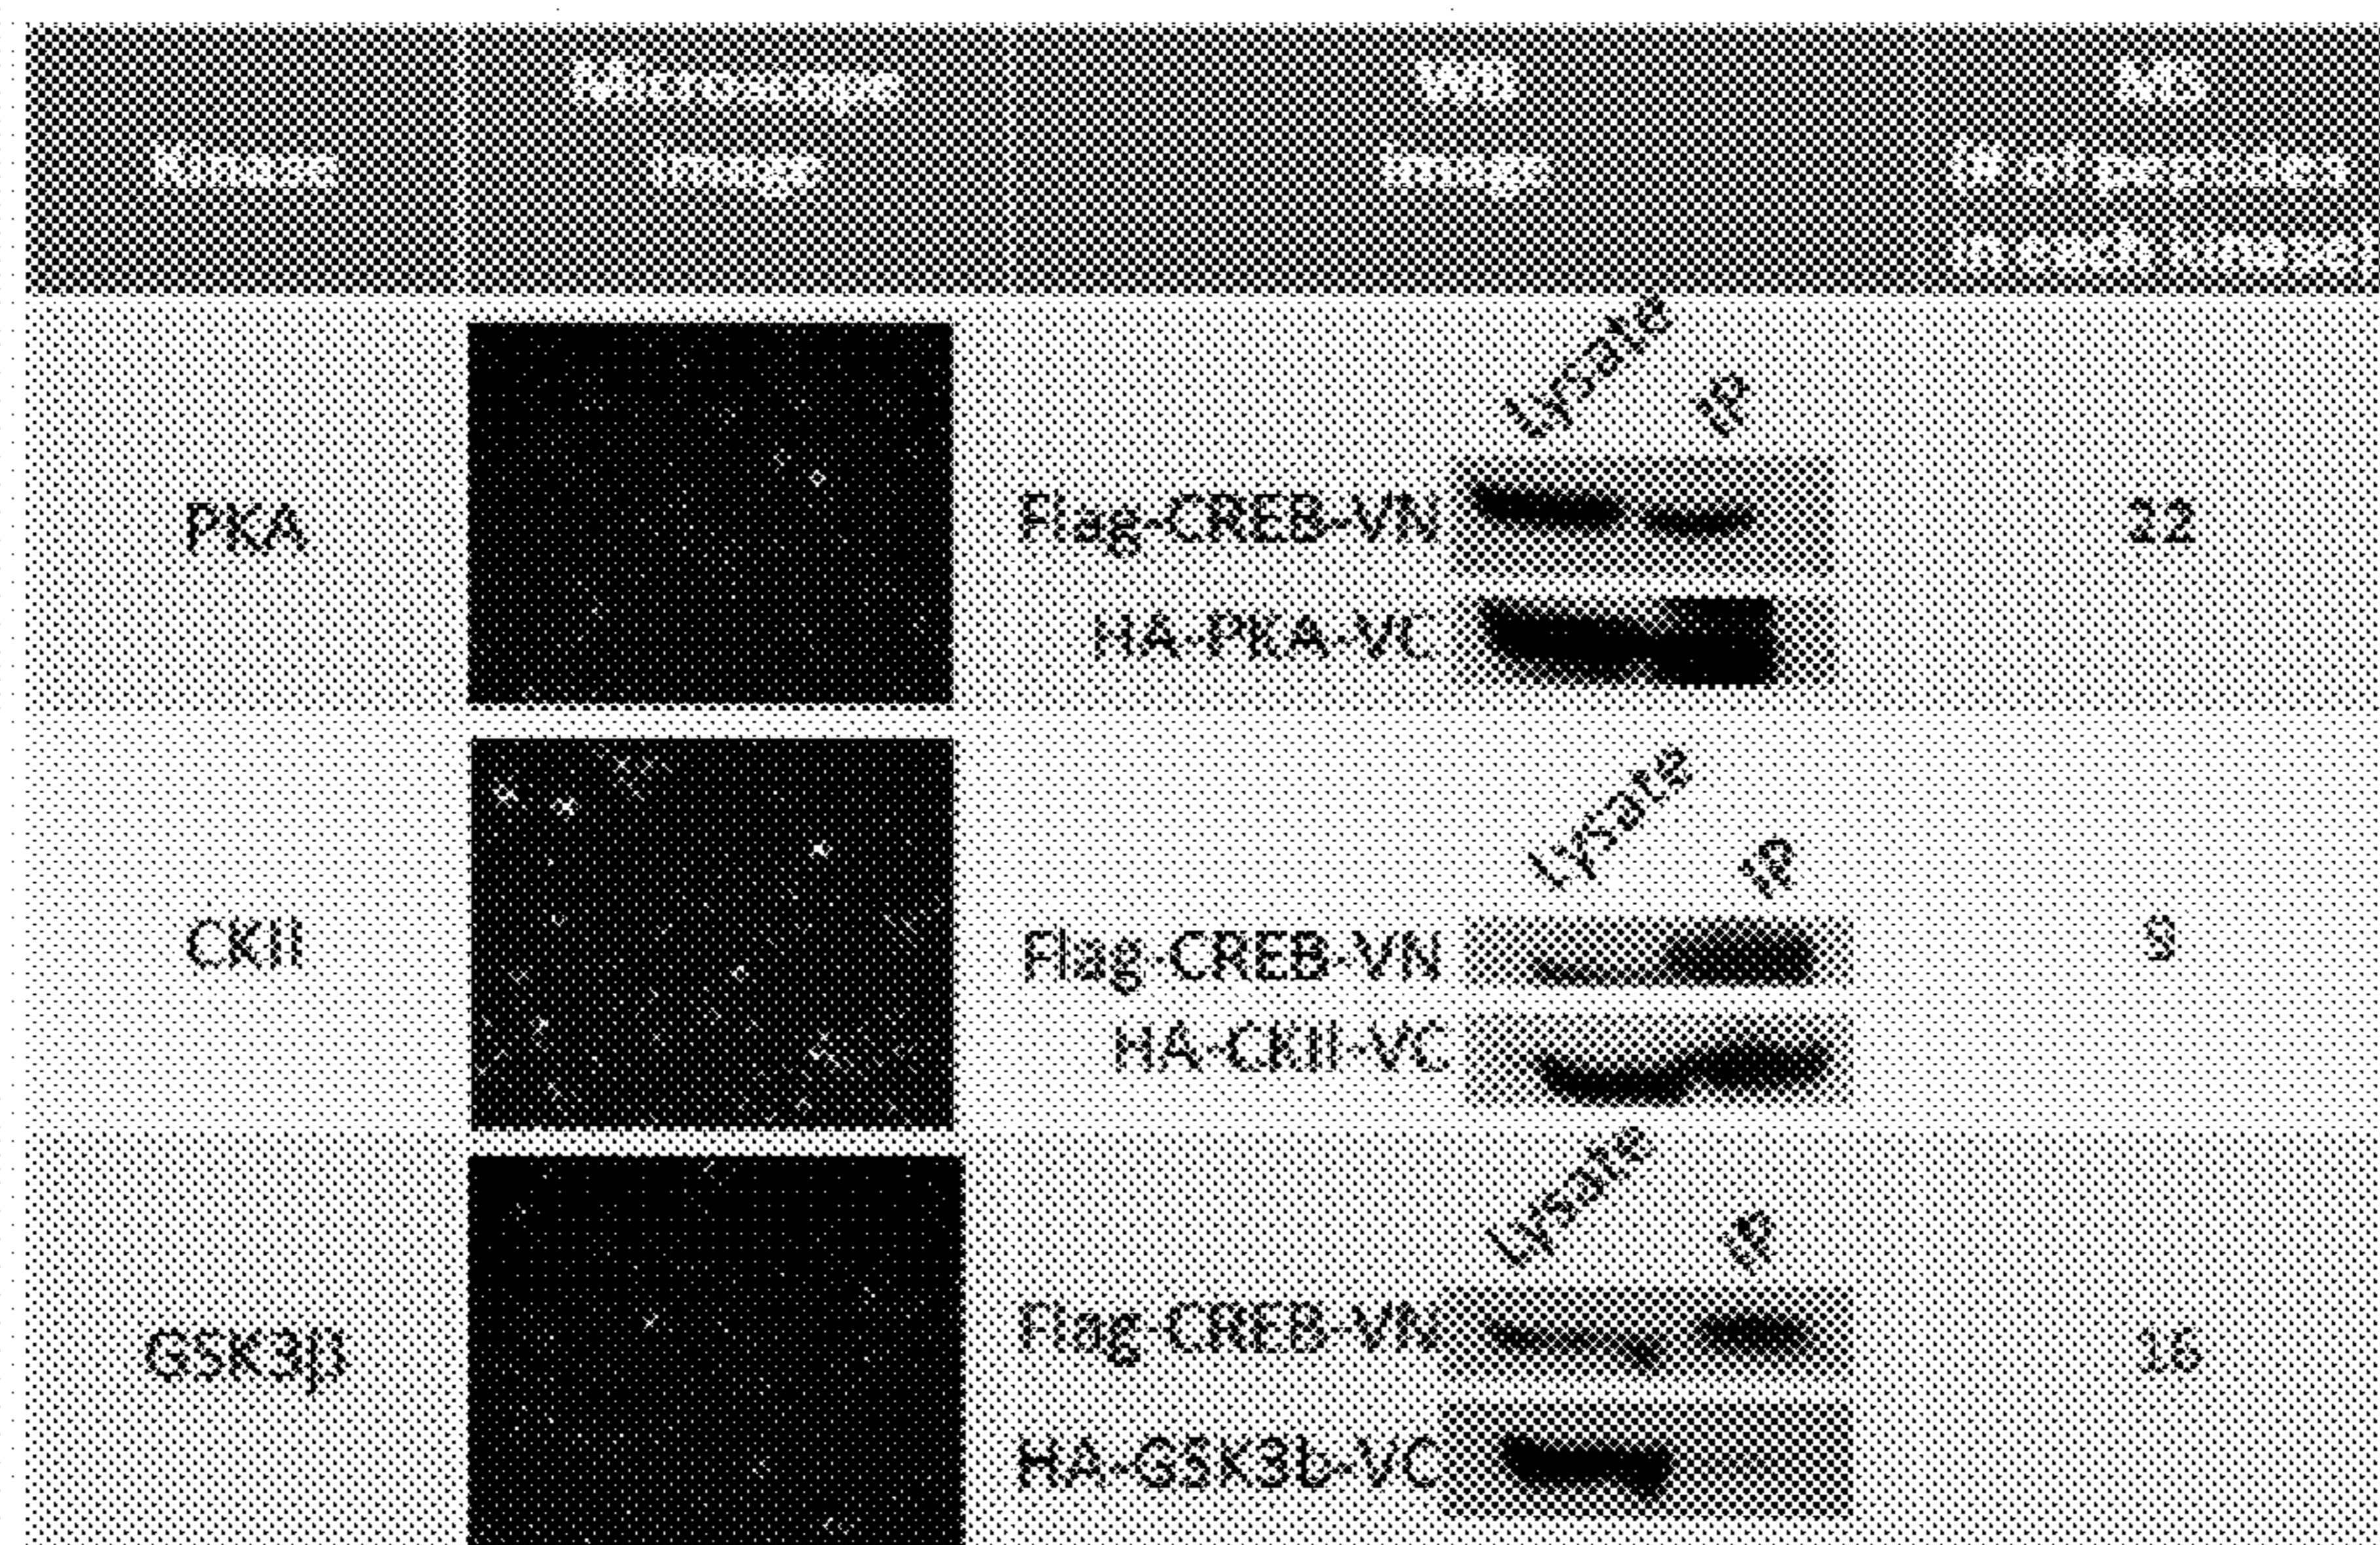 Kinase
Microscope
image
WB
image
MS
(# of peptides
in each kinase)
PKA
Lysate
IP
Flag-CREB-VN
HA-PKA-VC
22
CKII
Lysate
IP
Flag-CREB-VN
HA-CKII-VC
9
GSK3β
Lysate
IP
Flag-CREB-VN
HA-GSK3b-VC
16